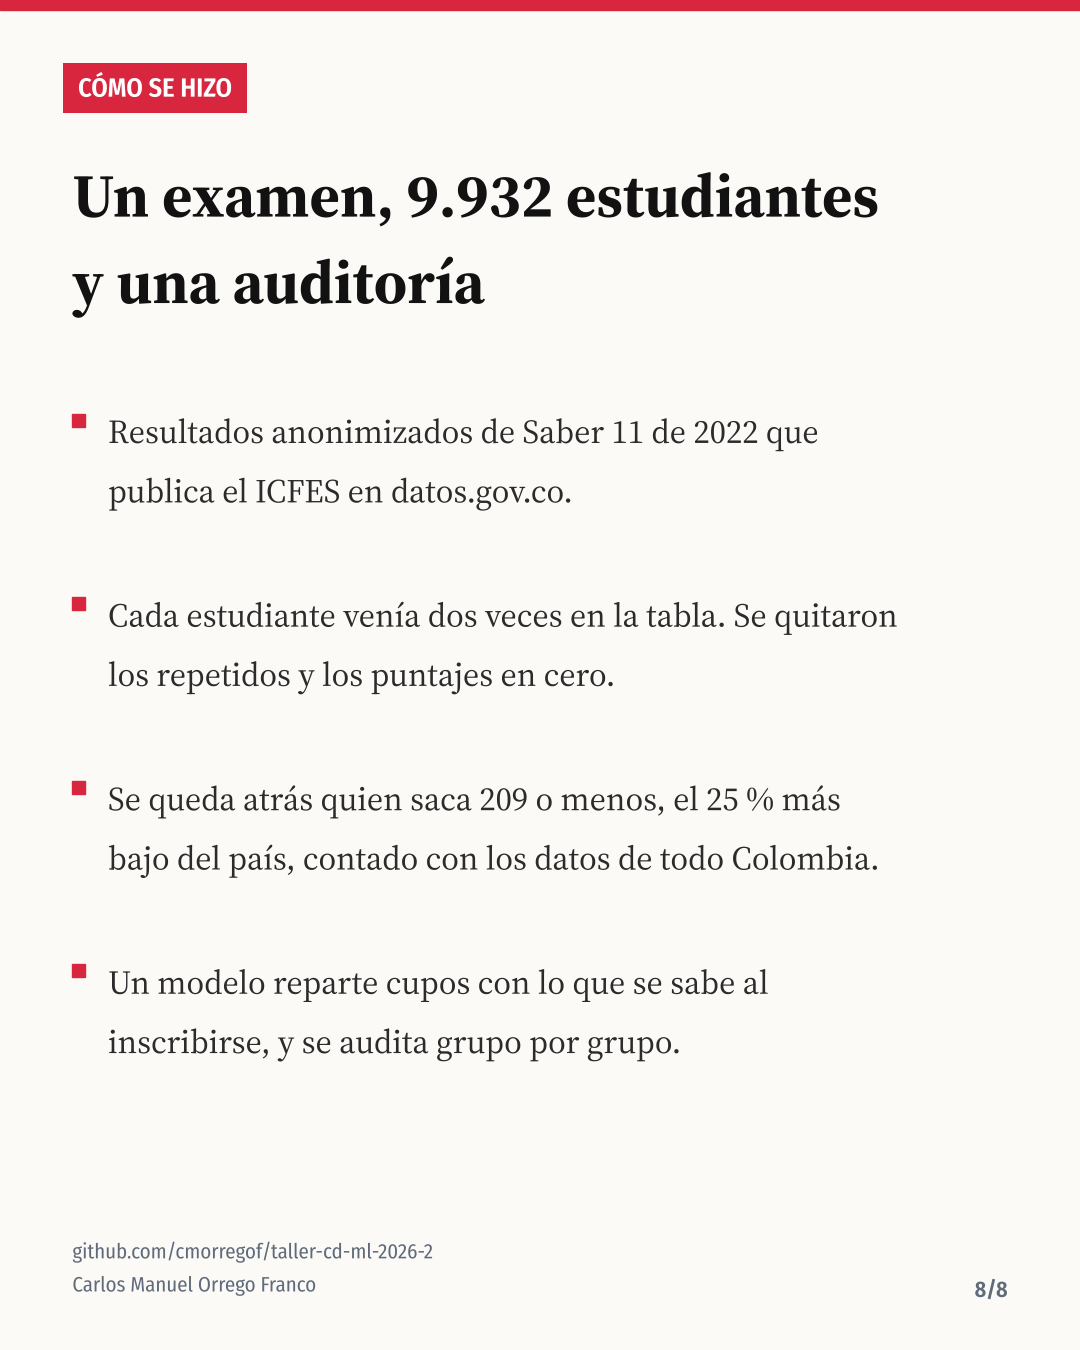 CÓMO SE HIZO
Un examen, 9.932 estudiantes
y una auditoría
Resultados anonimizados de Saber 11 de 2022 que
publica el ICFES en datos.gov.co.
Cada estudiante venía dos veces en la tabla. Se quitaron
los repetidos y los puntajes en cero.
Se queda atrás quien saca 209 o menos, el 25 % más
bajo del país, contado con los datos de todo Colombia.
Un modelo reparte cupos con lo que se sabe al
inscribirse, y se audita grupo por grupo.
github.com/cmorregof/taller-cd-ml-2026-2
Carlos Manuel Orrego Franco
8/8